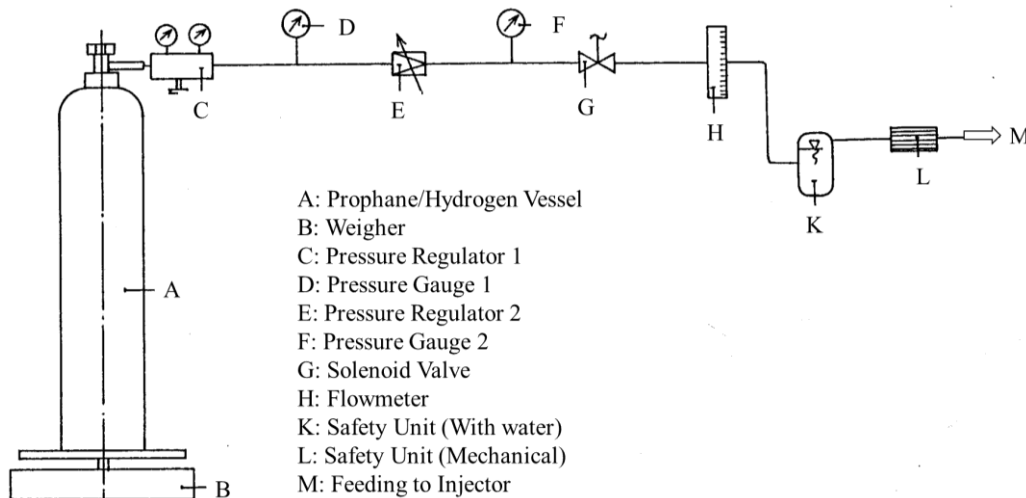 D
F
C
E
G
H
M
L
K
A: Prophane/Hydrogen Vessel
B: Weigher
C: Pressure Regulator 1
D: Pressure Gauge 1
A
E: Pressure Regulator 2
F: Pressure Gauge 2
G: Solenoid Valve
H: Flowmeter
K: Safety Unit (With water)
L: Safety Unit (Mechanical)
M: Feeding to Injector
B